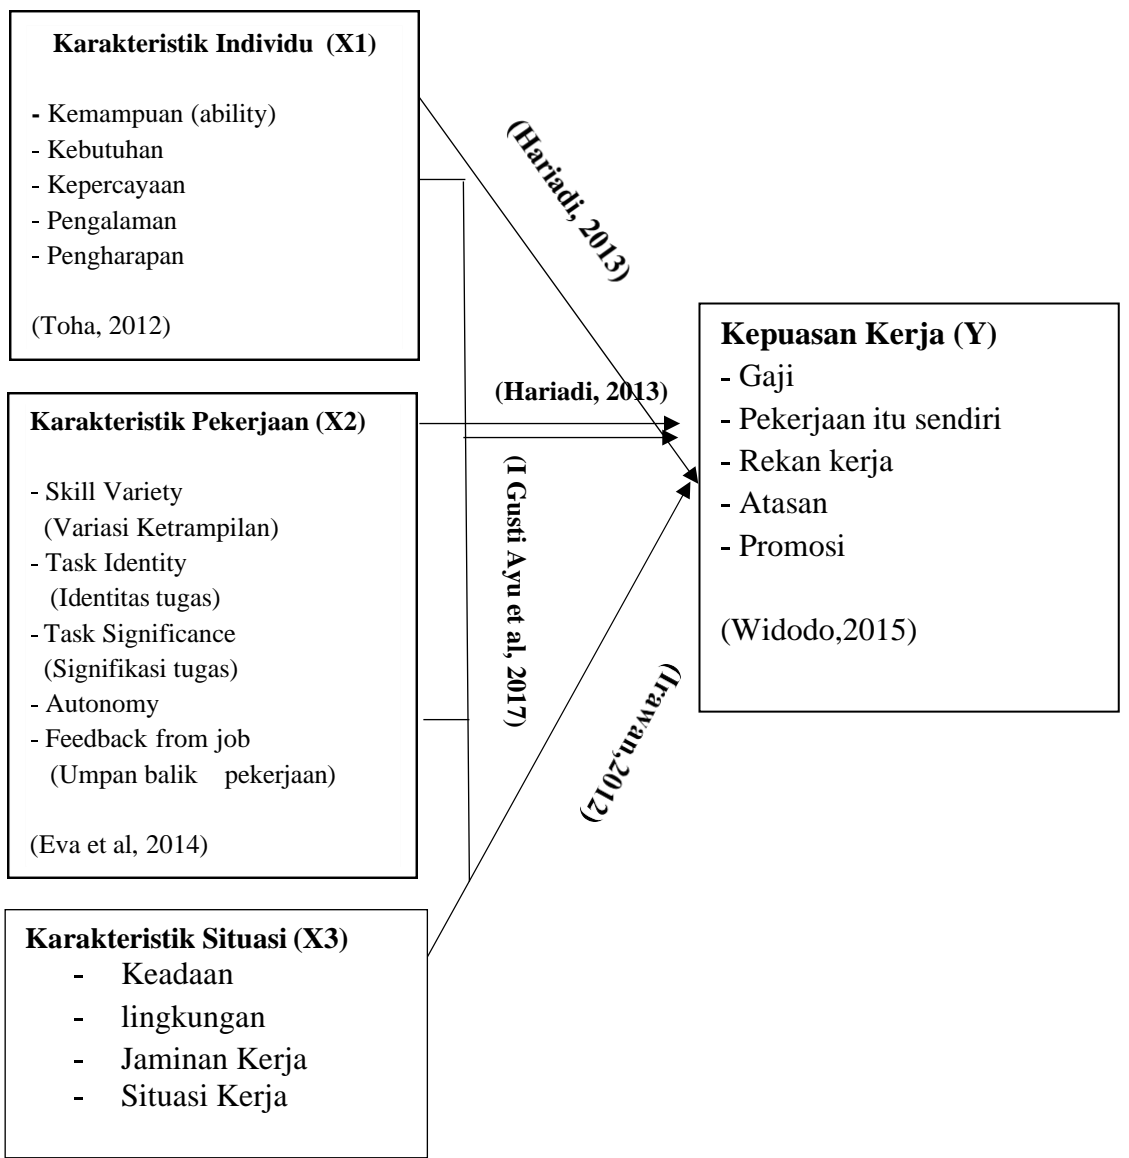 Karakteristik Individu (X1)
- Kemampuan (ability)
- Kebutuhan
- Kepercayaan
- Pengalaman
- Pengharapan
(Toha, 2012)
(Hariadi, 2013)
Karakteristik Pekerjaan (X2)
- Skill Variety
(Variasi Ketrampilan)
- Task Identity
(Identitas tugas)
- Task Significance
(Signifikasi tugas)
- Autonomy
- Feedback from job
(Umpan balik pekerjaan)
(Eva et al, 2014)
(Hariadi, 2013)
(I Gusti Ayu et al, 2017)
(Irawan,2012)
Karakteristik Situasi (X3)
- Keadaan
- lingkungan
- Jaminan Kerja
- Situasi Kerja
Kepuasan Kerja (Y)
- Gaji
- Pekerjaan itu sendiri
- Rekan kerja
- Atasan
- Promosi
(Widodo,2015)